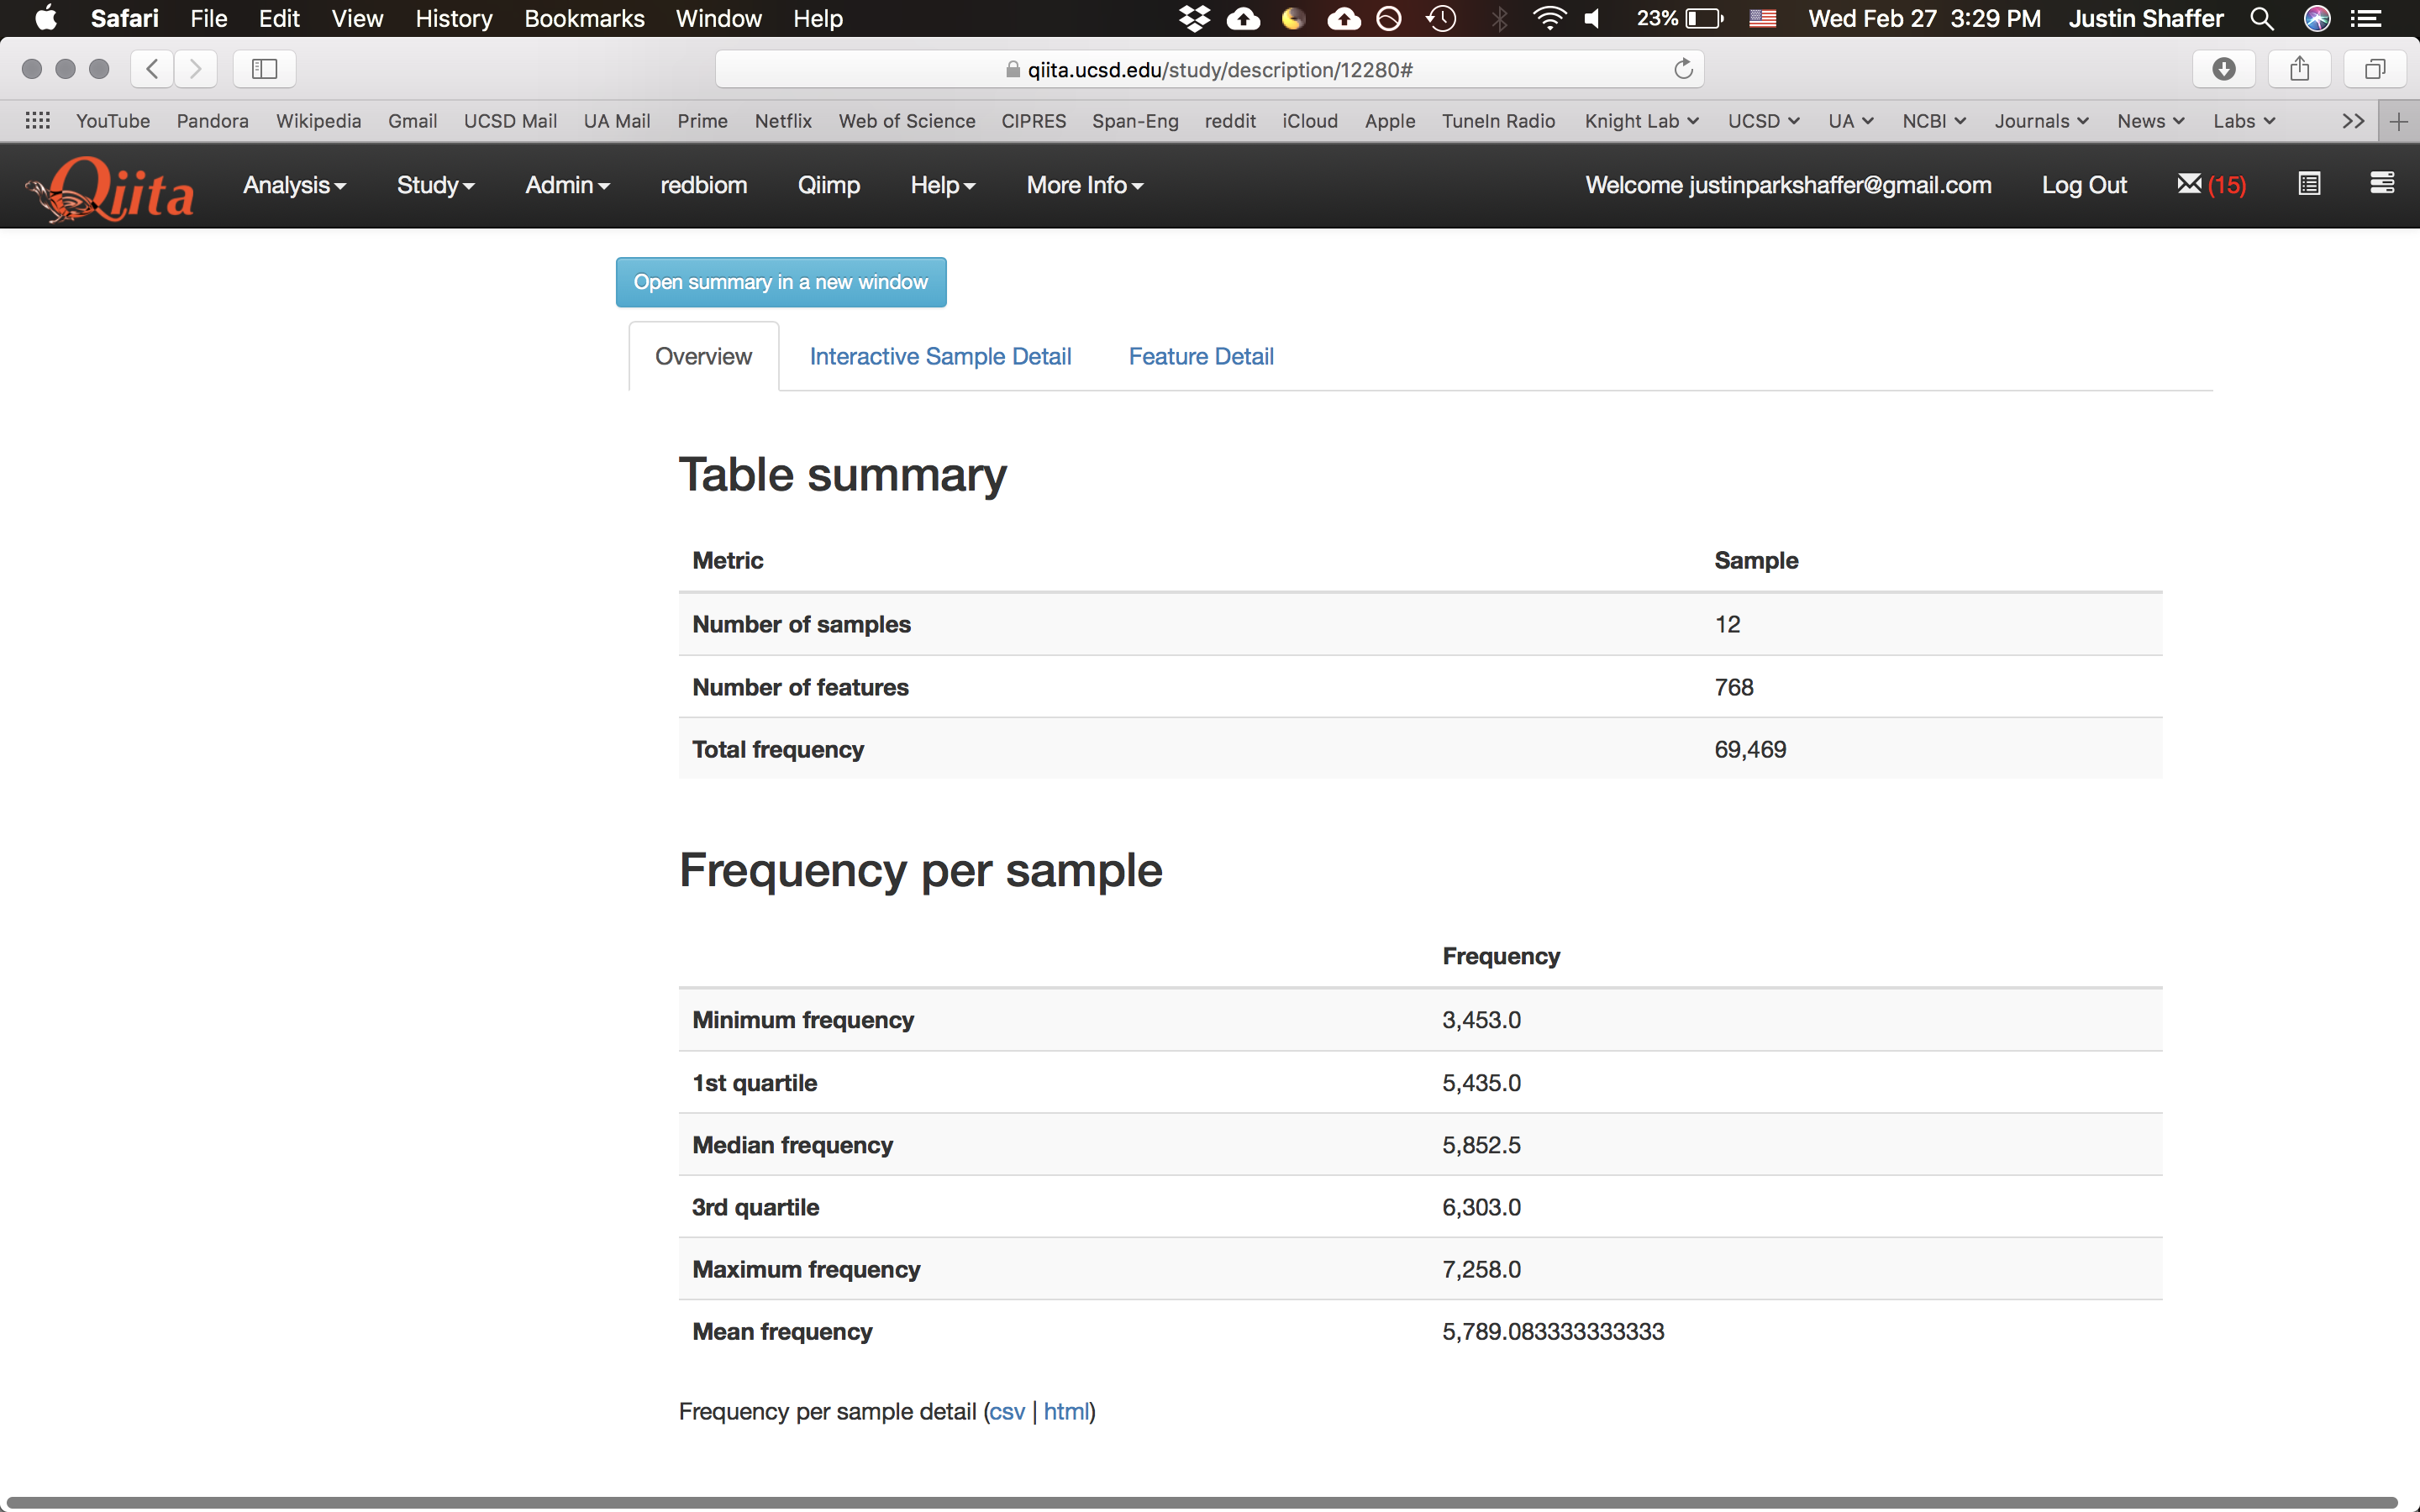 Safari File Edit View History Bookmarks Window Help 23% Wed Feb 27 3:29 PM Justin Shaffer
qiita.ucsd.edu/study/description/12280#
YouTube Pandora Wikipedia Gmail UCSD Mail UA Mail Prime Netflix Web of Science CIPRES Span-Eng reddit iCloud Apple TuneIn Radio Knight Lab UCSD UA NCBI Journals News Labs >>
Qiita Analysis Study Admin redbiom Qiimp Help More Info Welcome justinparkshaffer@gmail.com Log Out (15)
Open summary in a new window
Overview Interactive Sample Detail Feature Detail
Table summary
Metric Sample
Number of samples 12
Number of features 768
Total frequency 69,469
Frequency per sample
Frequency
Minimum frequency 3,453.0
1st quartile 5,435.0
Median frequency 5,852.5
3rd quartile 6,303.0
Maximum frequency 7,258.0
Mean frequency 5,789.083333333333
Frequency per sample detail (csv | html)